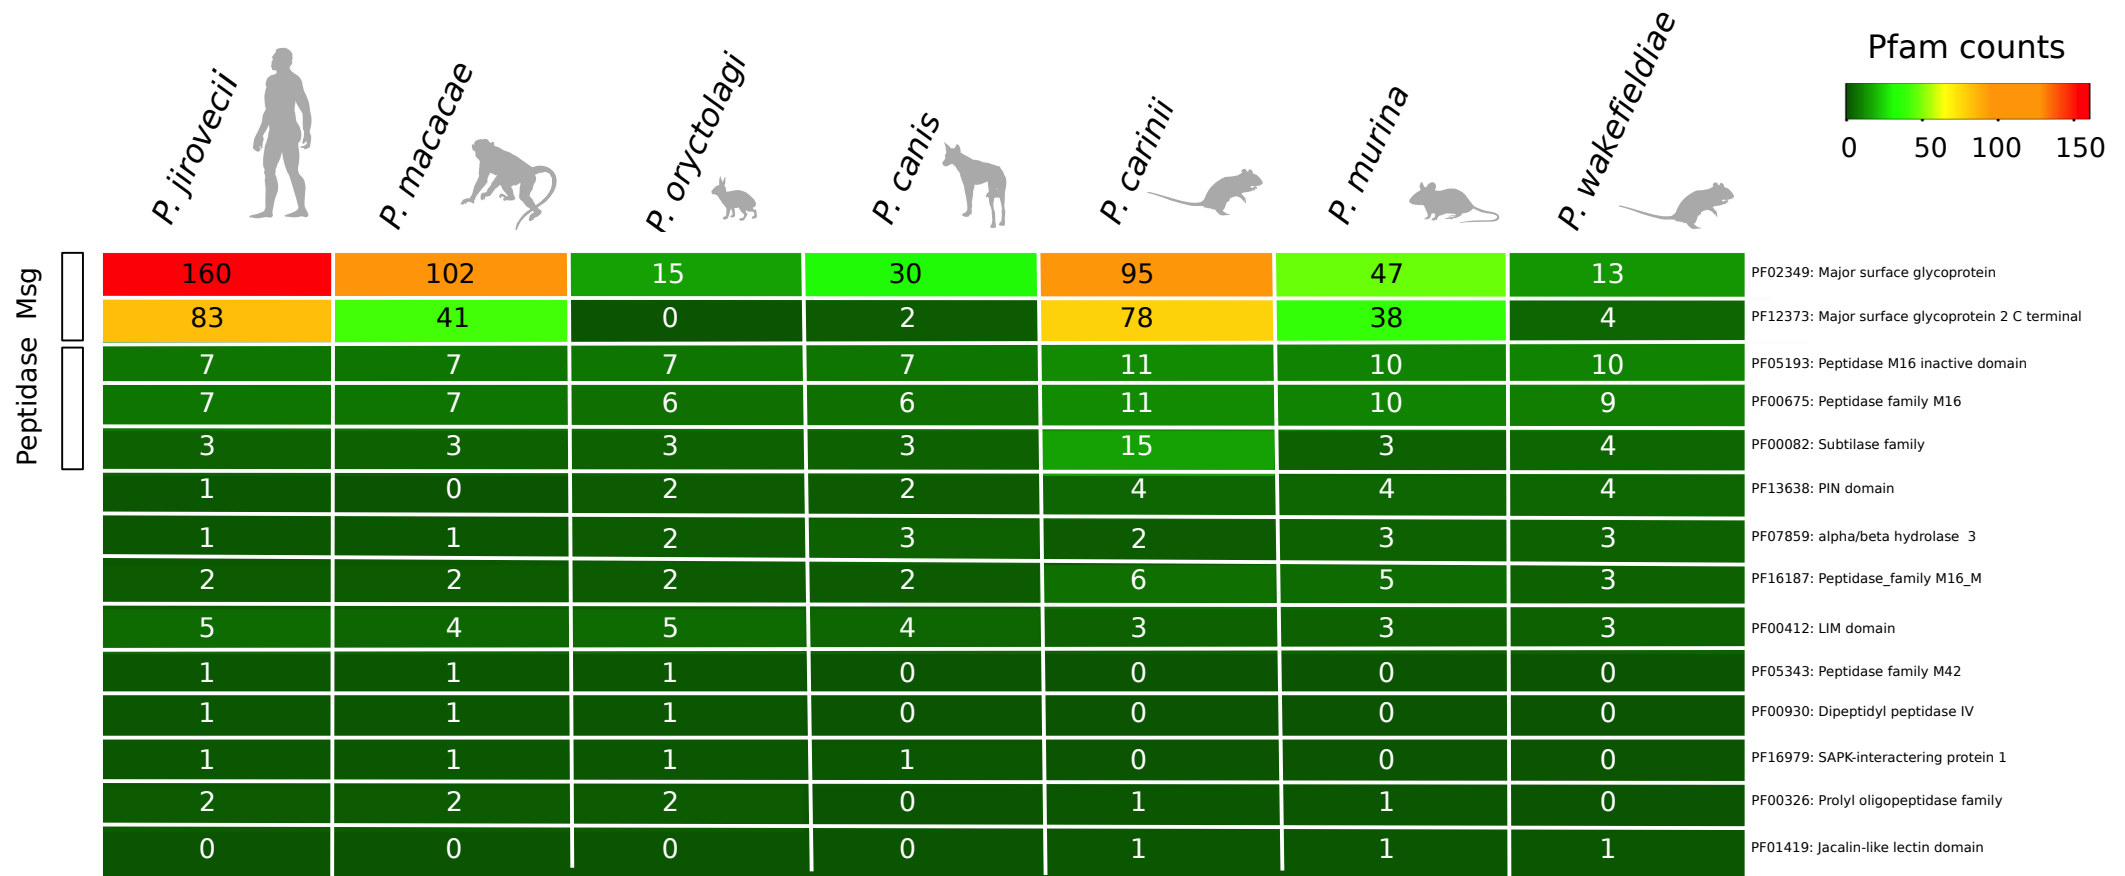 Pfam counts
0 50 100 150
P. jirovecii
P. macacae
P. oryctolagi
P. canis
P. carinii
P. murina
P. wakefieldiae
Msg
Peptidase
160 102 15 30 95 47 13 PF02349: Major surface glycoprotein
83 41 0 2 78 38 4 PF12373: Major surface glycoprotein 2 C terminal
7 7 7 7 11 10 10 PF05193: Peptidase M16 inactive domain
7 7 6 6 11 10 9 PF00675: Peptidase family M16
3 3 3 3 15 3 4 PF00082: Subtilase family
1 0 2 2 4 4 4 PF13638: PIN domain
1 1 2 3 2 3 3 PF07859: alpha/beta hydrolase 3
2 2 2 2 6 5 3 PF16187: Peptidase_family M16_M
5 4 5 4 3 3 3 PF00412: LIM domain
1 1 1 0 0 0 0 PF05343: Peptidase family M42
1 1 1 0 0 0 0 PF00930: Dipeptidyl peptidase IV
1 1 1 1 0 0 0 PF16979: SAPK-interactering protein 1
2 2 2 0 1 1 0 PF00326: Prolyl oligopeptidase family
0 0 0 0 1 1 1 PF01419: Jacalin-like lectin domain